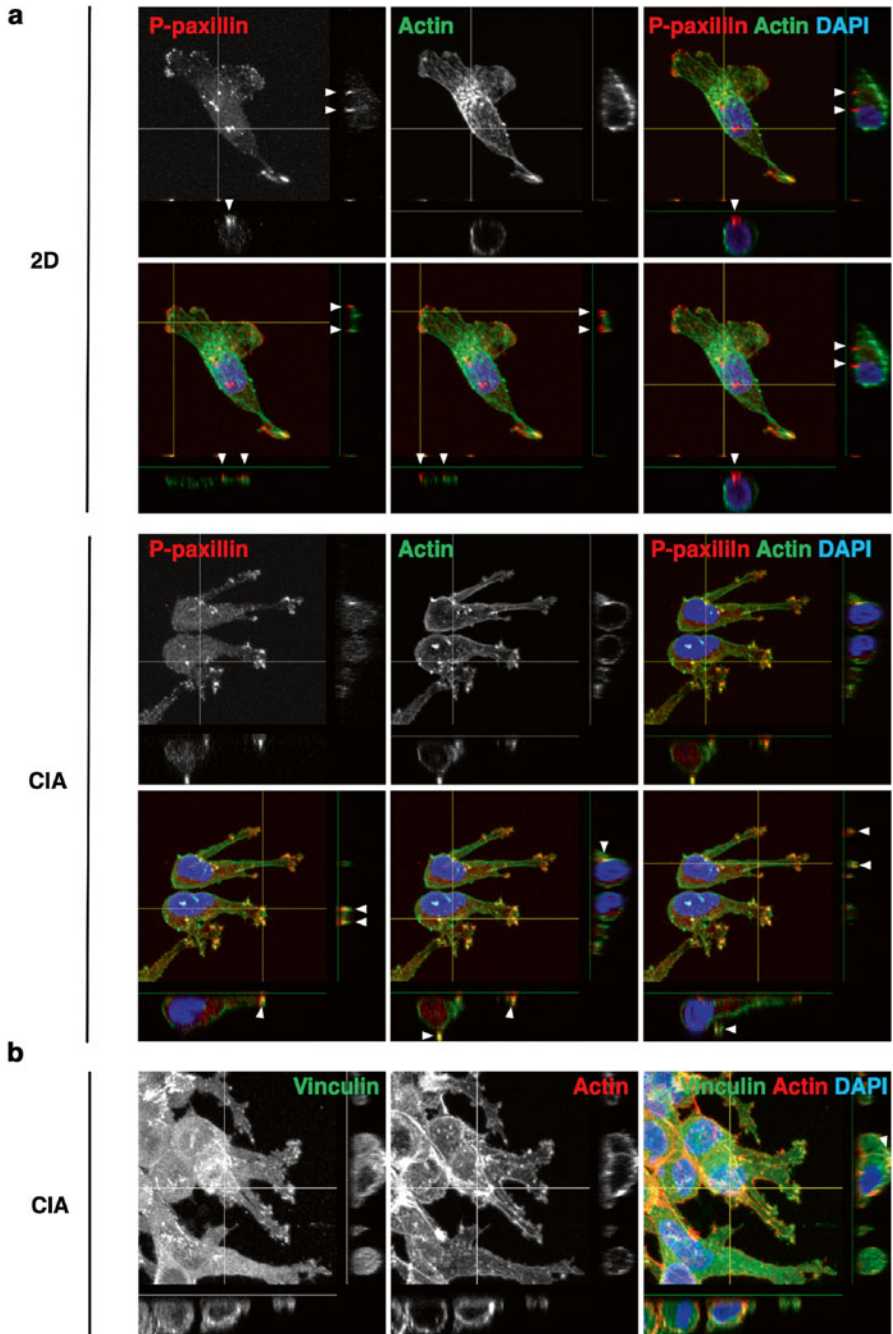 a
P-paxillin
Actin
P-paxillin Actin DAPI
2D
P-paxillin
Actin
P-paxillin Actin DAPI
CIA
b
Vinculin
Actin
Vinculin Actin DAPI
CIA